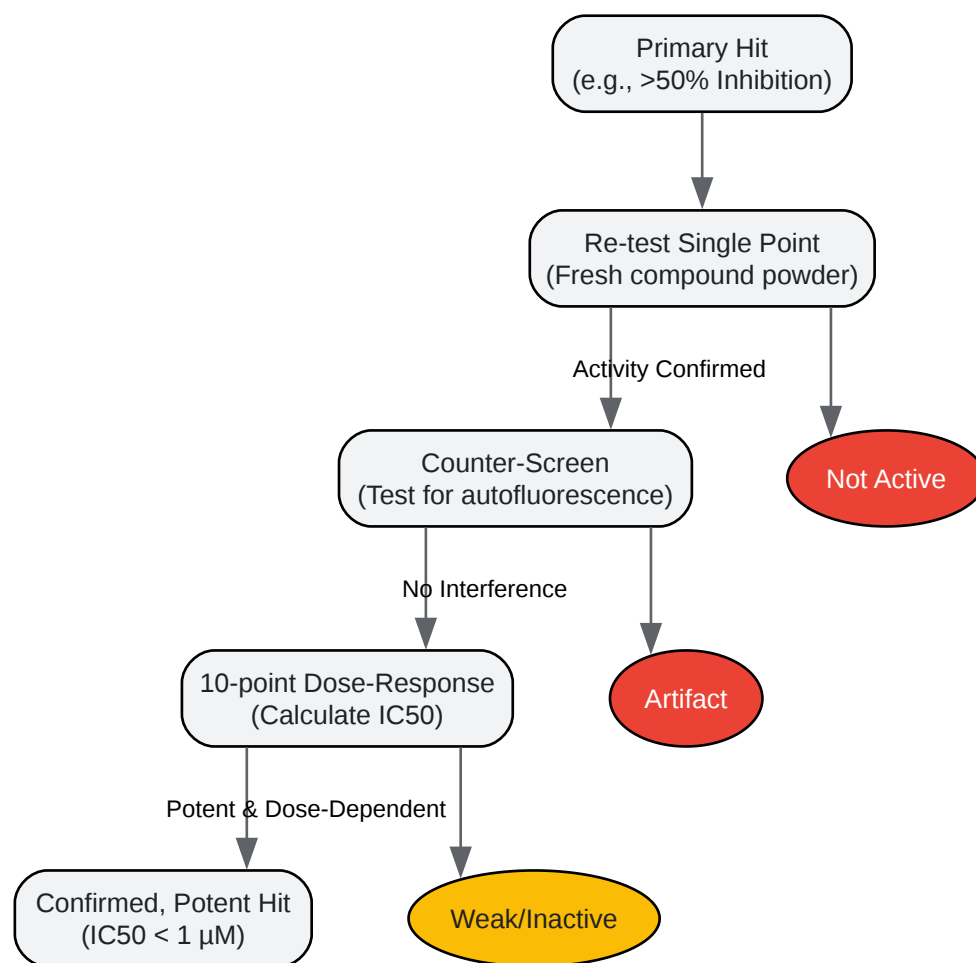 Primary Hit
(e.g., >50% Inhibition)
Re-test Single Point
(Fresh compound powder)
Activity Confirmed
Counter-Screen
(Test for autofluorescence)
Not Active
No Interference
10-point Dose-Response
(Calculate IC50)
Artifact
Potent & Dose-Dependent
Confirmed, Potent Hit
(IC50 < 1 µM)
Weak/Inactive